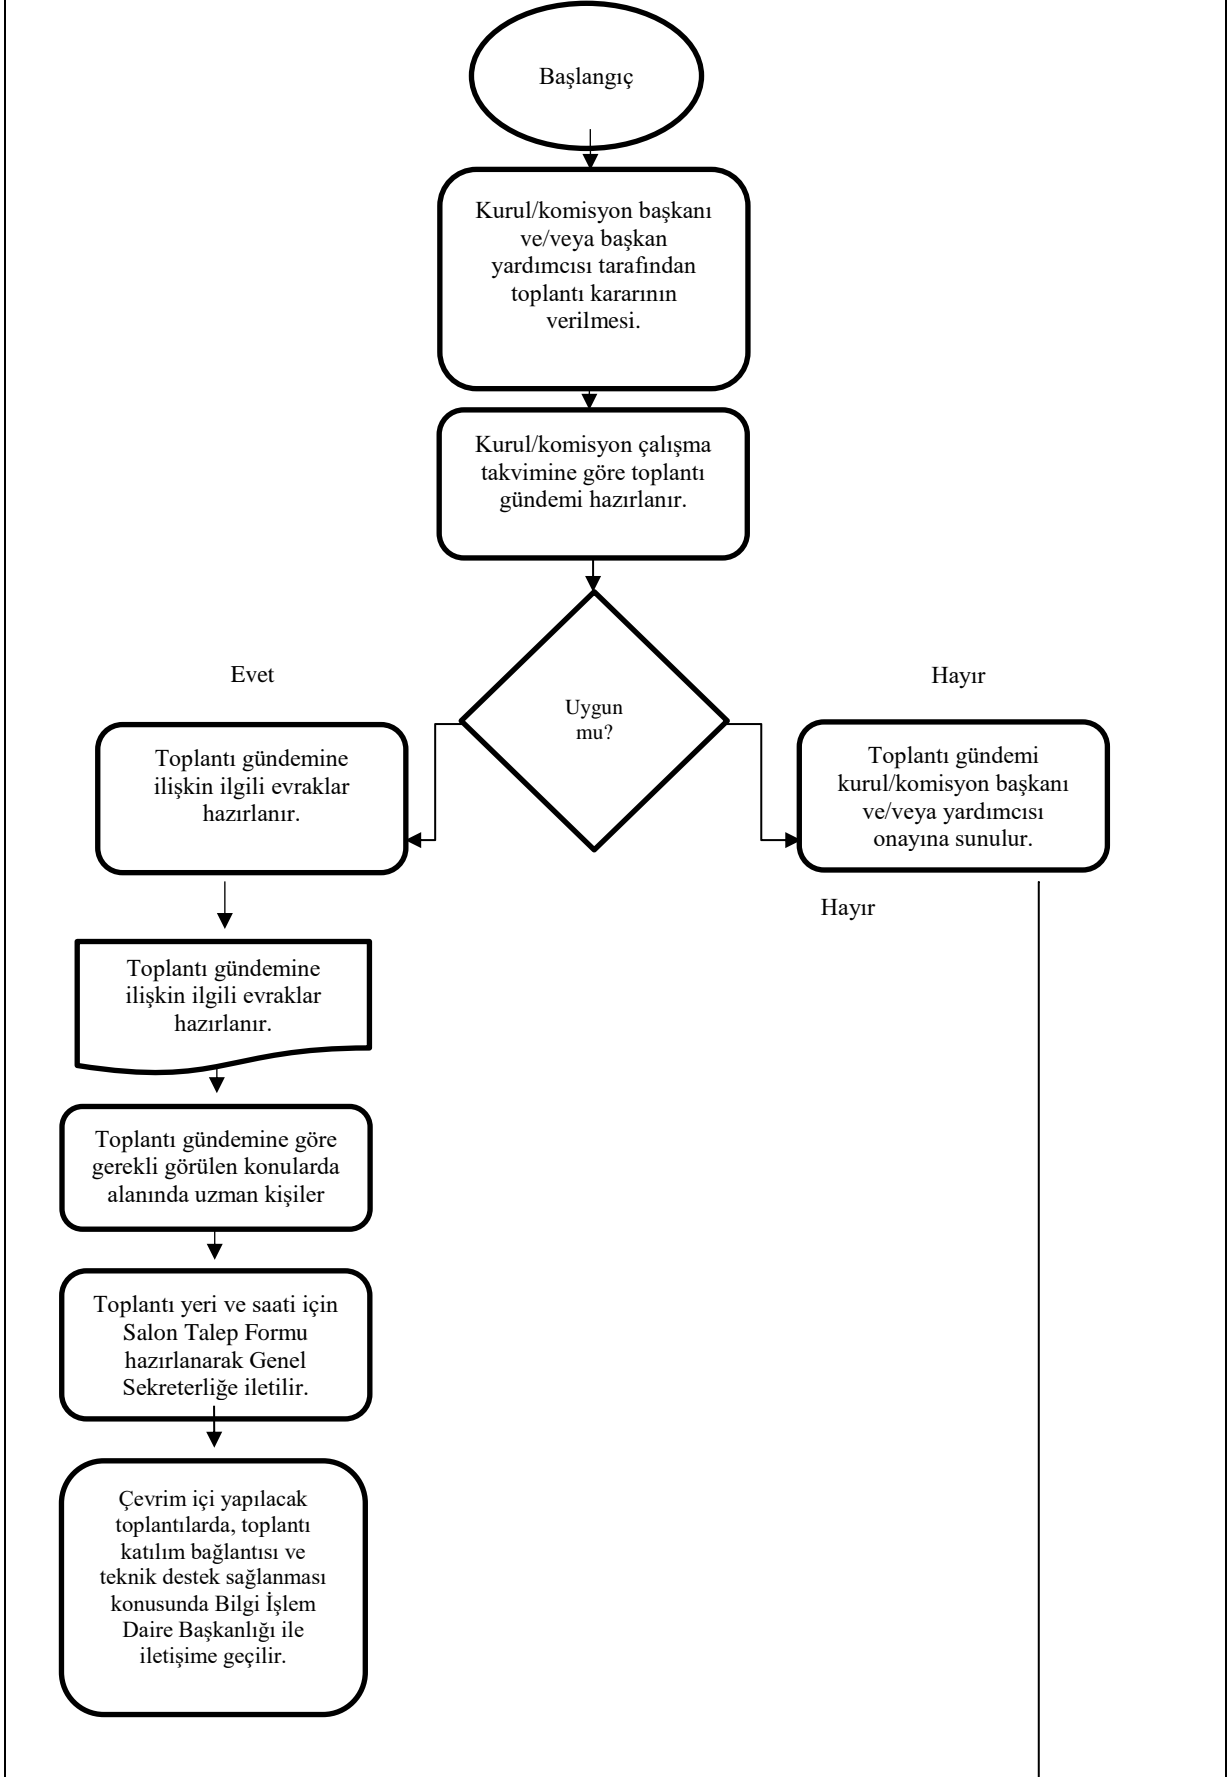 Başlangıç
Kurul/komisyon başkanı
ve/veya başkan
yardımcısı tarafından
toplantı kararının
verilmesi.
Kurul/komisyon çalışma
takvimine göre toplantı
gündemi hazırlanır.
Uygun
mu?
Evet
Hayır
Toplantı gündemine
ilişkin ilgili evraklar
hazırlanır.
Toplantı gündemi
kurul/komisyon başkanı
ve/veya yardımcısı
onayına sunulur.
Hayır
Toplantı gündemine
ilişkin ilgili evraklar
hazırlanır.
Toplantı gündemine göre
gerekli görülen konularda
alanında uzman kişiler
Toplantı yeri ve saati için
Salon Talep Formu
hazırlanarak Genel
Sekreterliğe iletilir.
Çevrim içi yapılacak
toplantılarda, toplantı
katılım bağlantısı ve
teknik destek sağlanması
konusunda Bilgi İşlem
Daire Başkanlığı ile
iletişime geçilir.